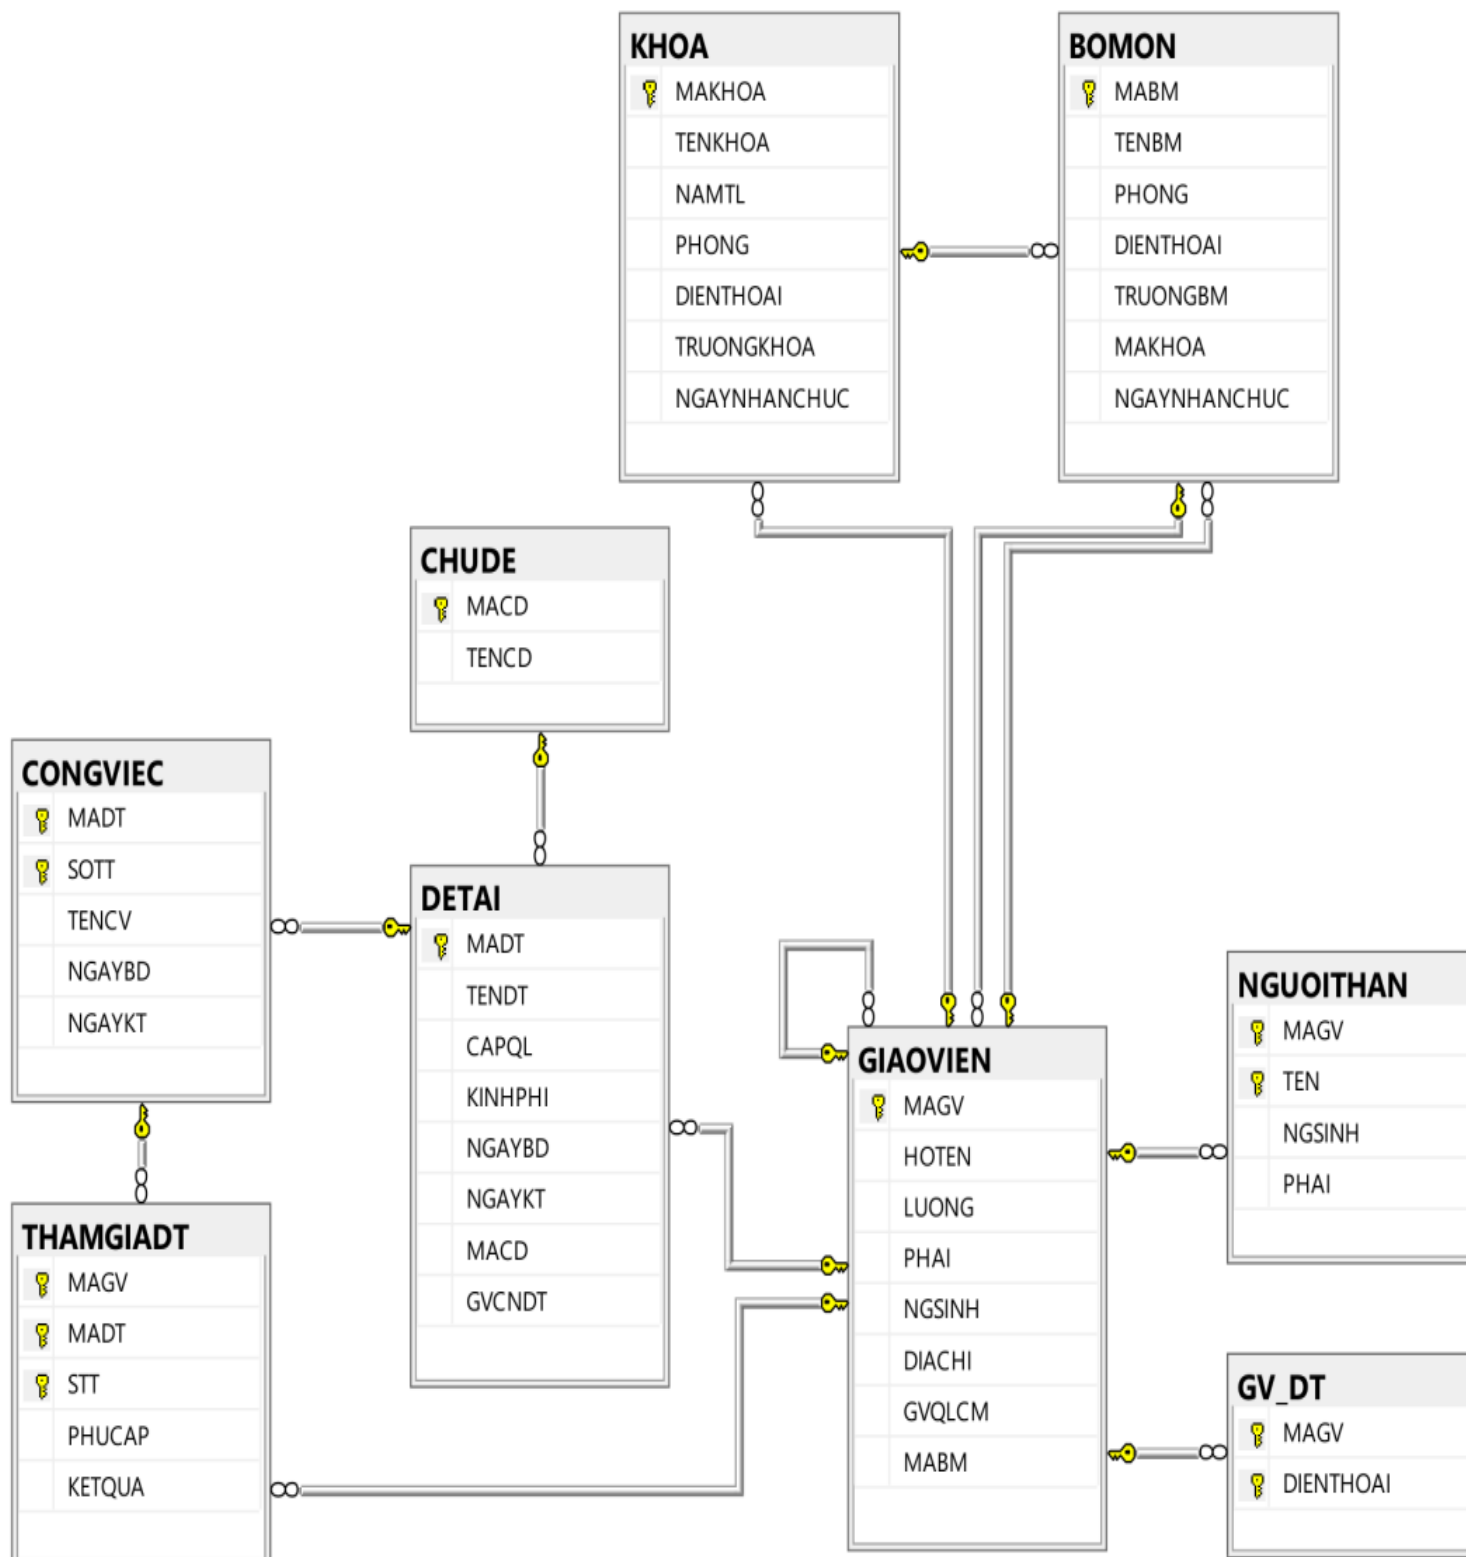 KHOA
MAKHOA
TENKHOA
NAMTL
PHONG
DIENTHOAI
TRUONGKHOA
NGAYNHANCHUC
BOMON
MABM
TENBM
PHONG
DIENTHOAI
TRUONGBM
MAKHOA
NGAYNHANCHUC
CHUDE
MACD
TENCD
CONGVIEC
MADT
SOTT
TENCV
NGAYBD
NGAYKT
DETAI
MADT
TENDT
CAPQL
KINHPHI
NGAYBD
NGAYKT
MACD
GVCNDT
GIAOVIEN
MAGV
HOTEN
LUONG
PHAI
NGSINH
DIACHI
GVQLCM
MABM
NGUOITHAN
MAGV
TEN
NGSINH
PHAI
THAMGIADT
MAGV
MADT
STT
PHUCAP
KETQUA
GV_DT
MAGV
DIENTHOAI